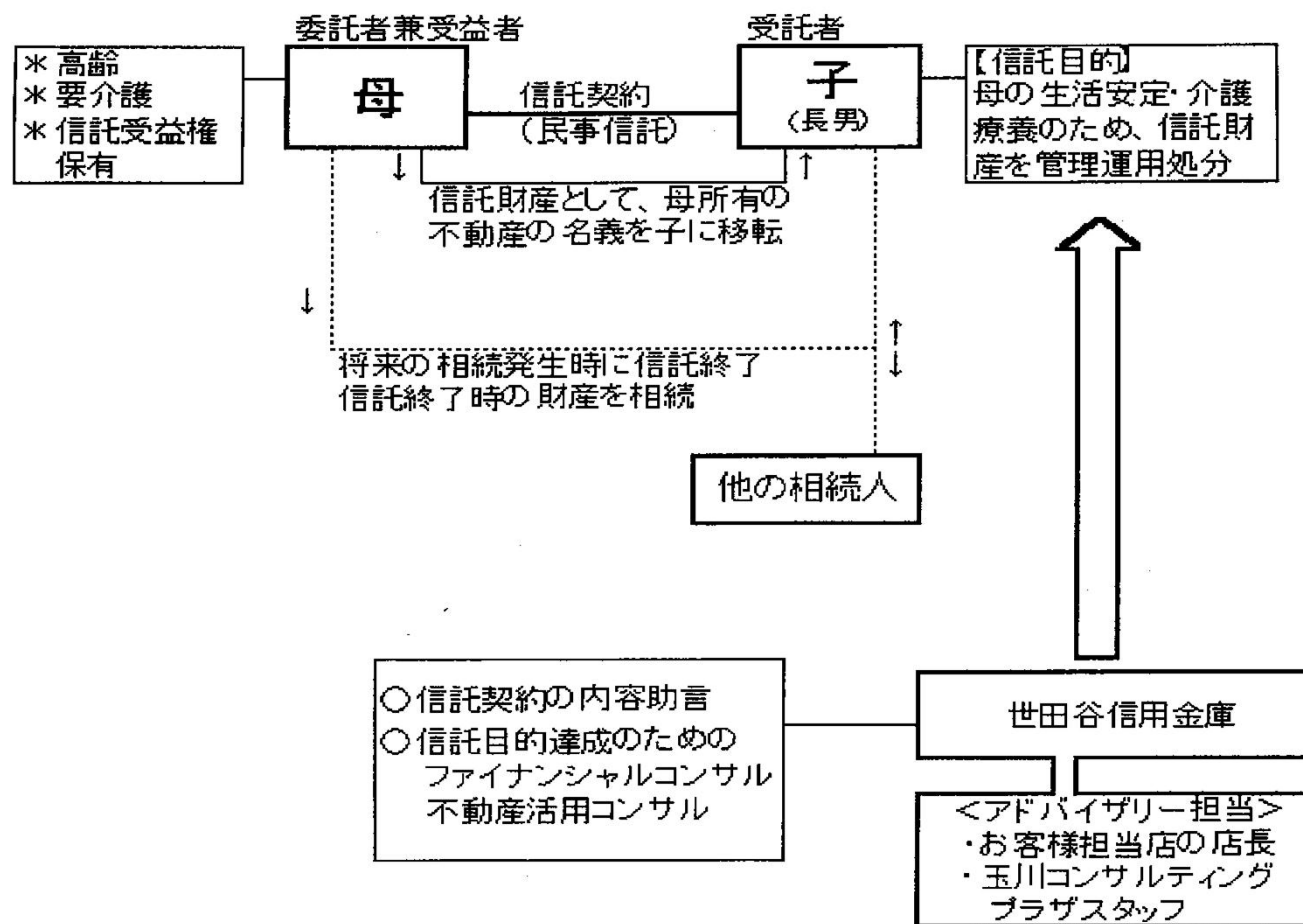 委託者兼受益者
受託者
＊高齢
＊要介護
＊信託受益権
保有
母
信託契約
（民事信託）
子
（長男）
【信託目的】
母の生活安定・介護
療養のため、信託財
産を管理運用処分
↓
↑
信託財産として、母所有の
不動産の名義を子に移転
↓
↑
↓
将来の相続発生時に信託終了
信託終了時の財産を相続
他の相続人
○信託契約の内容助言
○信託目的達成のための
ファイナンシャルコンサル
不動産活用コンサル
世田谷信用金庫
＜アドバイザリー担当＞
・お客様担当店の店長
・玉川コンサルティング
プラザスタッフ